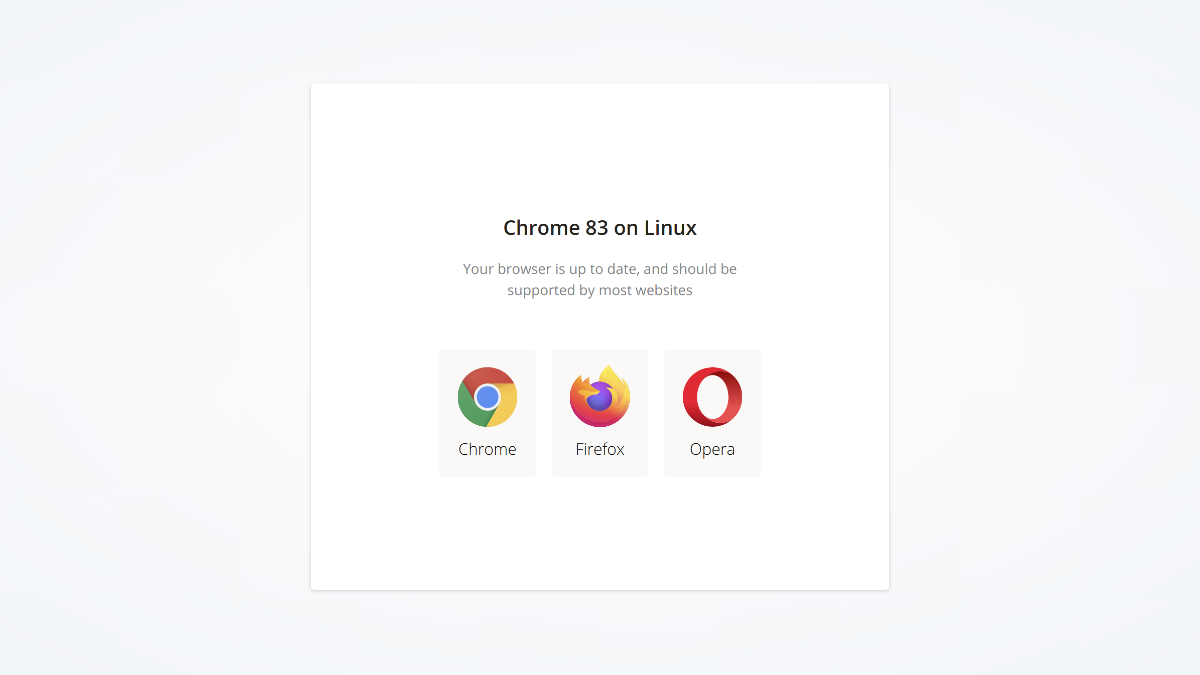 Chrome 83 on Linux
Your browser is up to date, and should be
supported by most websites
Chrome
Firefox
Opera